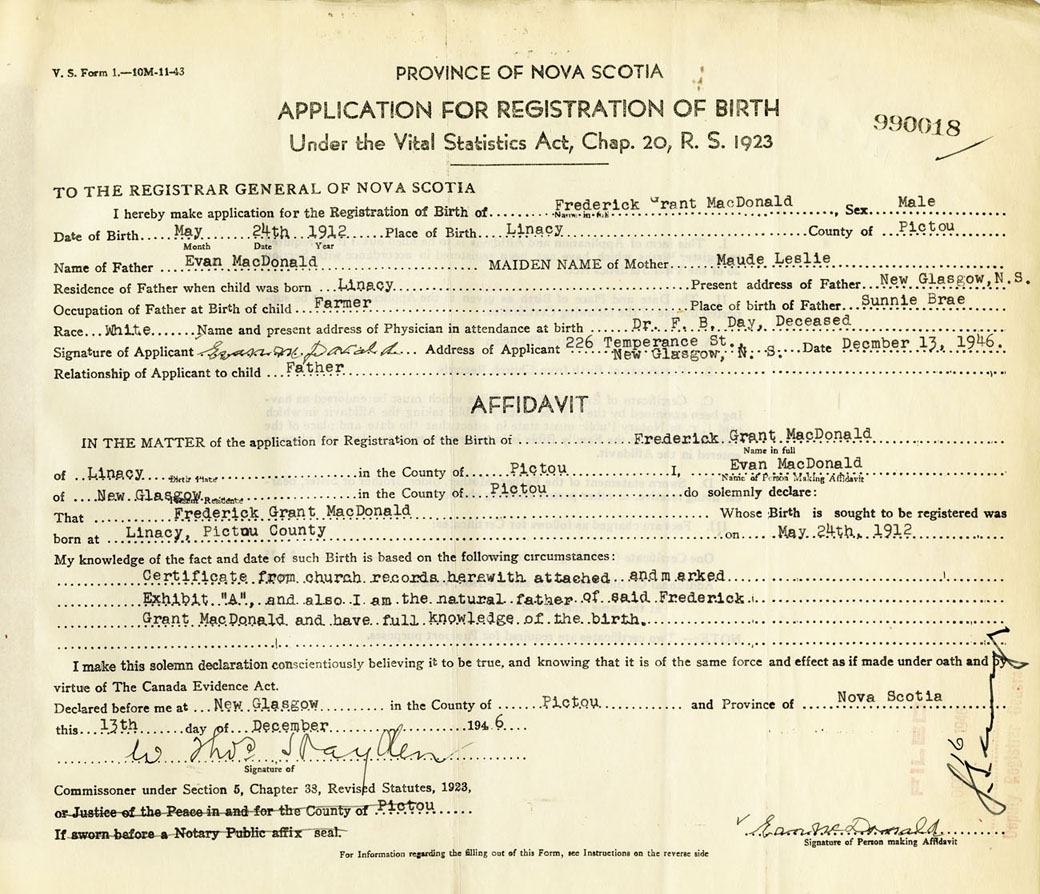 V. S. Form 1.—10M-11-43
PROVINCE OF NOVA SCOTIA
APPLICATION FOR REGISTRATION OF BIRTH
990018
Under the Vital Statistics Act, Chap. 20, R. S. 1923
TO THE REGISTRAR GENERAL OF NOVA SCOTIA
I hereby make application for the Registration of Birth of Frederick Grant MacDonald, Sex Male
Name in full
Date of Birth May 24th 1912 Place of Birth Linacy County of Pictou
Month Date Year
Name of Father Evan MacDonald MAIDEN NAME of Mother Maude Leslie
Residence of Father when child was born Linacy Present address of Father New Glasgow, N.S.
Occupation of Father at Birth of child Farmer Place of birth of Father Sunnie Brae
Race White Name and present address of Physician in attendance at birth Dr. F. B. Day, Deceased
Signature of Applicant Evan McDonald Address of Applicant 226 Temperance St., New Glasgow, N. S. Date Decmber 13, 1946.
Relationship of Applicant to child Father
AFFIDAVIT
IN THE MATTER of the application for Registration of the Birth of Frederick Grant MacDonald
Name in full
of Linacy in the County of Pictou I, Evan MacDonald
Birth Place Name of Person Making Affidavit
of New Glasgow in the County of Pictou do solemnly declare:
Present Residence
That Frederick Grant MacDonald Whose Birth is sought to be registered was
born at Linacy, Pictou County on May 24th, 1912
My knowledge of the fact and date of such Birth is based on the following circumstances:
Certificate from church records herewith attached and marked
Exhibit "A", and also I am the natural father of said Frederick
Grant MacDonald and have full knowledge of the birth.
I make this solemn declaration conscientiously believing it to be true, and knowing that it is of the same force and effect as if made under oath and by
virtue of The Canada Evidence Act.
Declared before me at New Glasgow in the County of Pictou and Province of Nova Scotia
this 13th day of December 1946
W Thos
Signature of
Commissoner under Section 5, Chapter 38, Revised Statutes, 1923,
or Justice of the Peace in and for the County of Pictou
If sworn before a Notary Public affix seal.
Evan McDonald
Signature of Person making Affidavit
For Information regarding the filling out of this Form, see Instructions on the reverse side
FILED